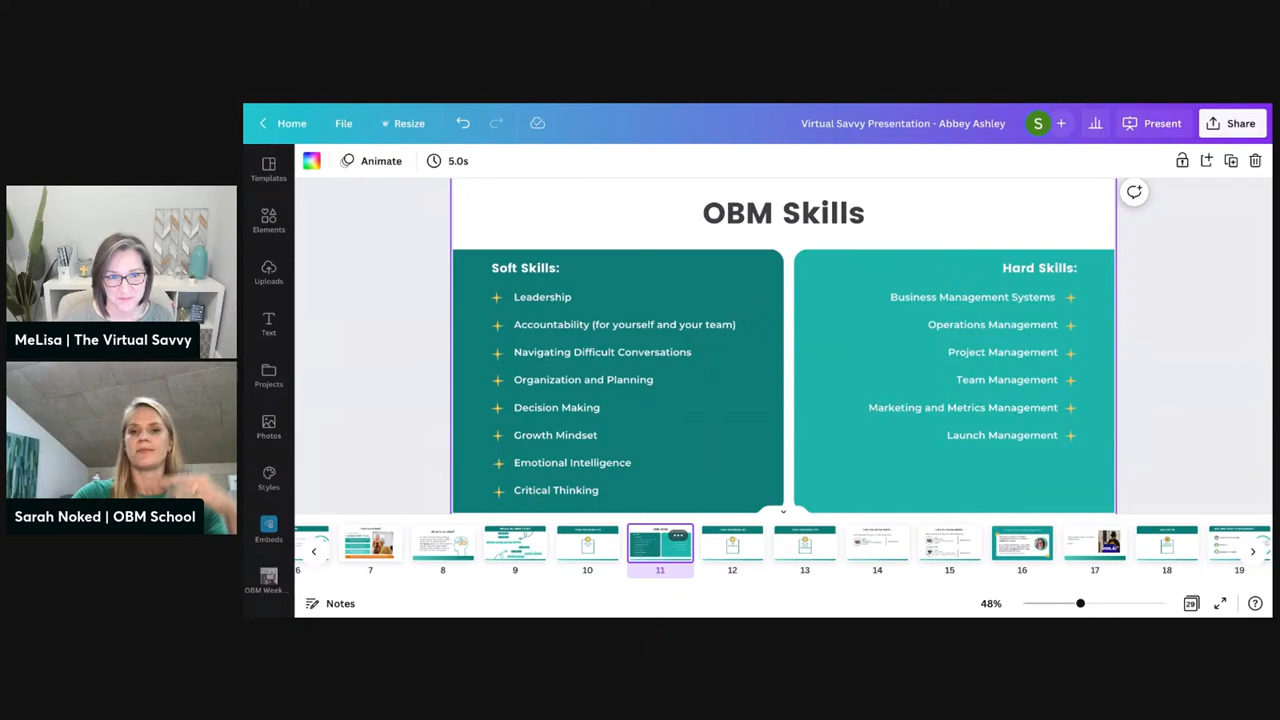 Home
File
Resize
Virtual Savvy Presentation - Abbey Ashley
S
Present
Share
Templates
Animate
5.0s
Elements
Uploads
Text
Projects
Photos
Styles
Embeds
OBM Week...
MeLisa | The Virtual Savvy
Sarah Noked | OBM School
OBM Skills
Soft Skills:
Leadership
Accountability (for yourself and your team)
Navigating Difficult Conversations
Organization and Planning
Decision Making
Growth Mindset
Emotional Intelligence
Critical Thinking
Hard Skills:
Business Management Systems
Operations Management
Project Management
Team Management
Marketing and Metrics Management
Launch Management
6
7
8
9
10
11
12
13
14
15
16
17
18
19
Notes
48%
29